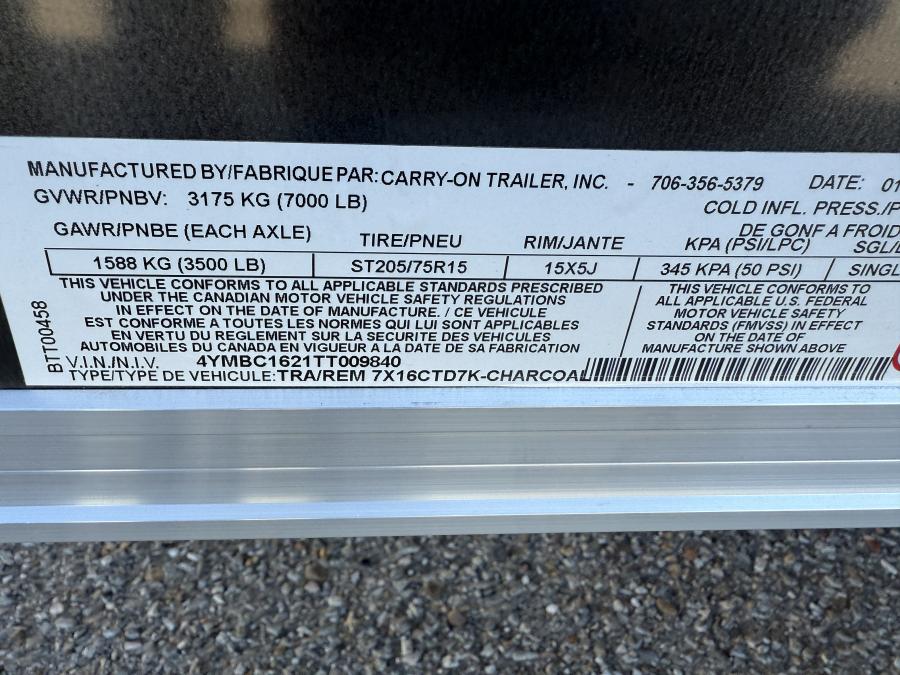 MANUFACTURED BY/FABRIQUE PAR: CARRY-ON TRAILER, INC. - 706-356-5379 DATE: 01
GVWR/PNBV: 3175 KG (7000 LB)
COLD INFL. PRESS./P
DE GONF A FROID
GAWR/PNBE (EACH AXLE) TIRE/PNEU RIM/JANTE KPA (PSI/LPC) SGL/
1588 KG (3500 LB) ST205/75R15 15X5J 345 KPA (50 PSI) SINGL
THIS VEHICLE CONFORMS TO ALL APPLICABLE STANDARDS PRESCRIBED
UNDER THE CANADIAN MOTOR VEHICLE SAFETY REGULATIONS
IN EFFECT ON THE DATE OF MANUFACTURE. / CE VEHICULE
EST CONFORME A TOUTES LES NORMES QUI LUI SONT APPLICABLES
EN VERTU DU REGLEMENT SUR LA SECURITE DES VEHICULES
AUTOMOBILES DU CANADA EN VIGUEUR A LA DATE DE SA FABRICATION
THIS VEHICLE CONFORMS TO
ALL APPLICABLE U.S. FEDERAL
MOTOR VEHICLE SAFETY
STANDARDS (FMVSS) IN EFFECT
ON THE DATE OF
MANUFACTURE SHOWN ABOVE
BTT00458
V.I.N./N.I.V. 4YMBC1621TT009840
TYPE/TYPE DE VEHICULE: TRA/REM 7X16CTD7K-CHARCOAL